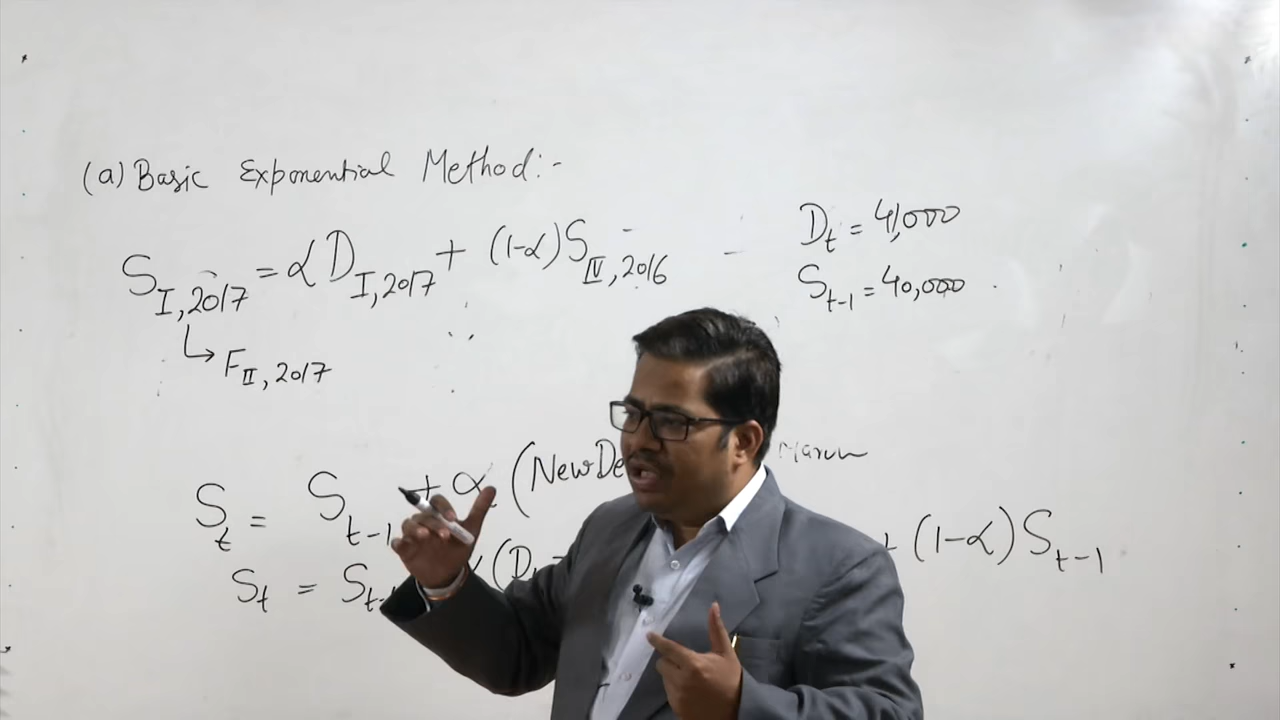 (a) Basic Exponential Method:-
S_I,2017 = αD_I,2017 + (1-α)S_IV,2016
D_t = 41,000
S_t-1 = 40,000
↳ F_II,2017
S_t = S_t-1 + α (New De
S_t = S_t- (D + (1-α)S_t-1